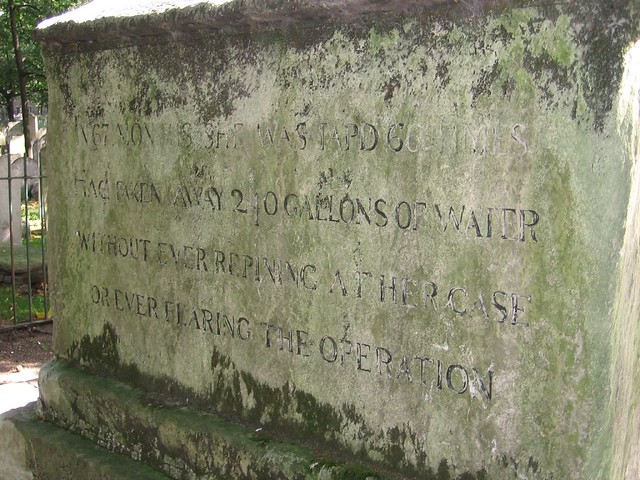 IN 67 MONTHS SHE WAS TAPD 66 TIMES
HAD TAKEN AWAY 240 GALLONS OF WATER
WITHOUT EVER REPINING AT HER CASE
OR EVER FEARING THE OPERATION